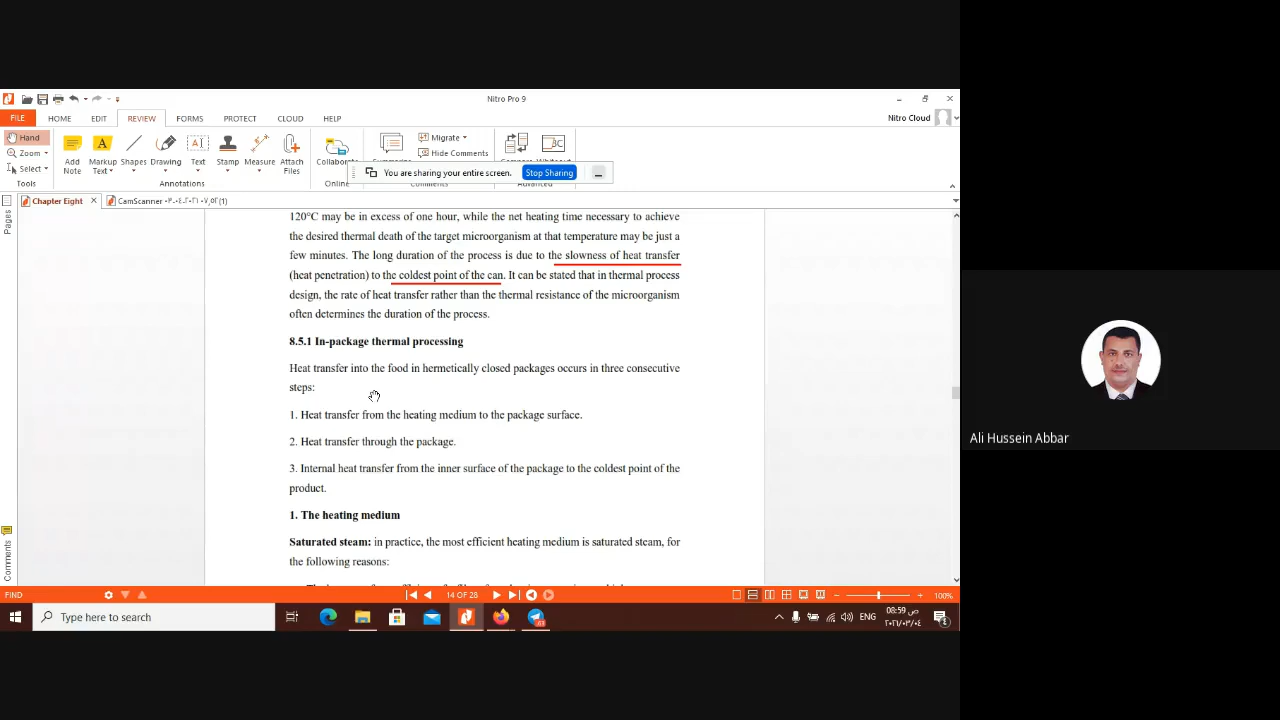 Nitro Pro 9
FILE HOME EDIT REVIEW FORMS PROTECT CLOUD HELP
Nitro Cloud
Hand
Zoom
Select
Tools
Add Note
Markup Text
Shapes
Drawing
Text
Stamp
Measure
Attach Files
Annotations
Collaborate
Online
Migrate
Hide Comments
Advanced
You are sharing your entire screen.
Stop Sharing
Chapter Eight
Pages
120°C may be in excess of one hour, while the net heating time necessary to achieve
the desired thermal death of the target microorganism at that temperature may be just a
few minutes. The long duration of the process is due to the slowness of heat transfer
(heat penetration) to the coldest point of the can. It can be stated that in thermal process
design, the rate of heat transfer rather than the thermal resistance of the microorganism
often determines the duration of the process.
8.5.1 In-package thermal processing
Heat transfer into the food in hermetically closed packages occurs in three consecutive
steps:
1. Heat transfer from the heating medium to the package surface.
2. Heat transfer through the package.
3. Internal heat transfer from the inner surface of the package to the coldest point of the
product.
1. The heating medium
Saturated steam: in practice, the most efficient heating medium is saturated steam, for
the following reasons:
Comments
Ali Hussein Abbar
FIND
14 OF 28
100%
Type here to search
ENG
08:59 ص